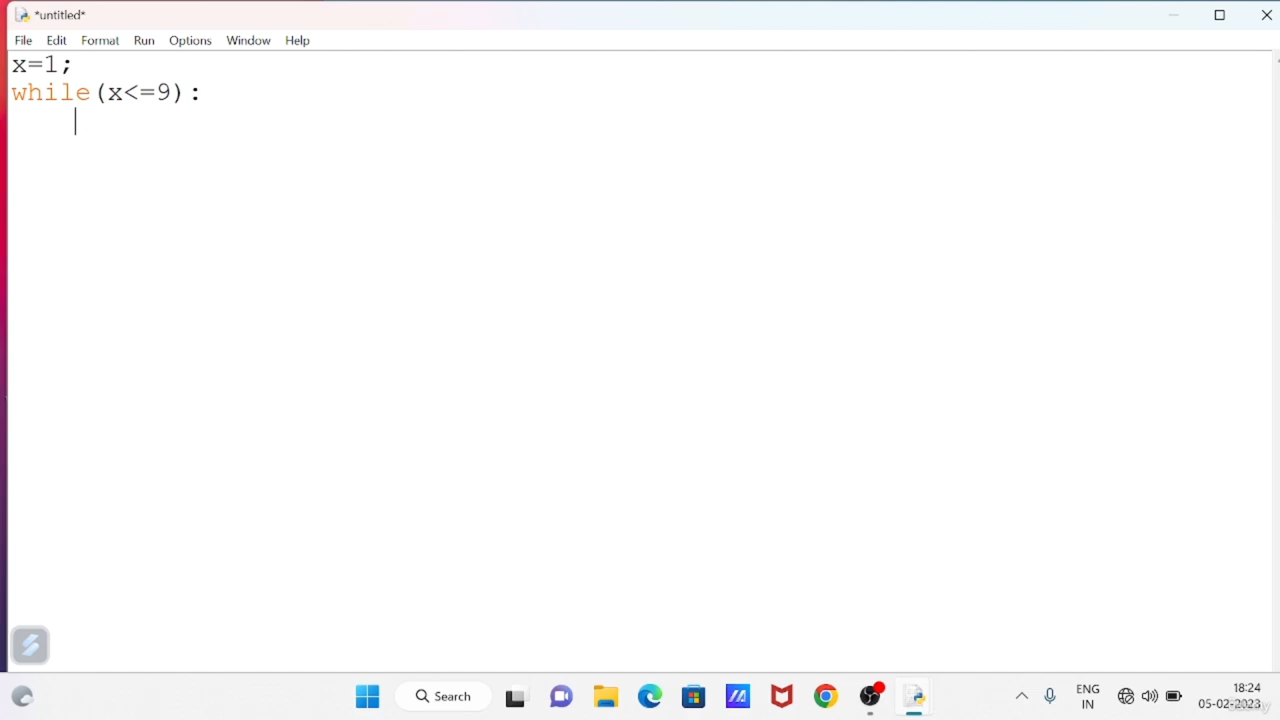 *untitled*
File Edit Format Run Options Window Help
x=1;
while(x<=9):
Search
ENG
IN
18:24
05-02-2023